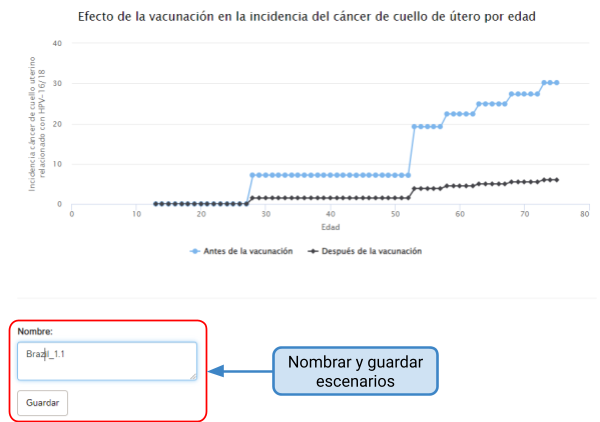 Efecto de la vacunación en la incidencia del cáncer de cuello de útero por edad
Incidencia cáncer de cuello uterino
relacionado con HPV-16/18
40
30
20
10
0
0 10 20 30 40 50 60 70 80
Edad
Antes de la vacunación Después de la vacunación
Nombre:
Brazil_1.1
Guardar
Nombrar y guardar
escenarios